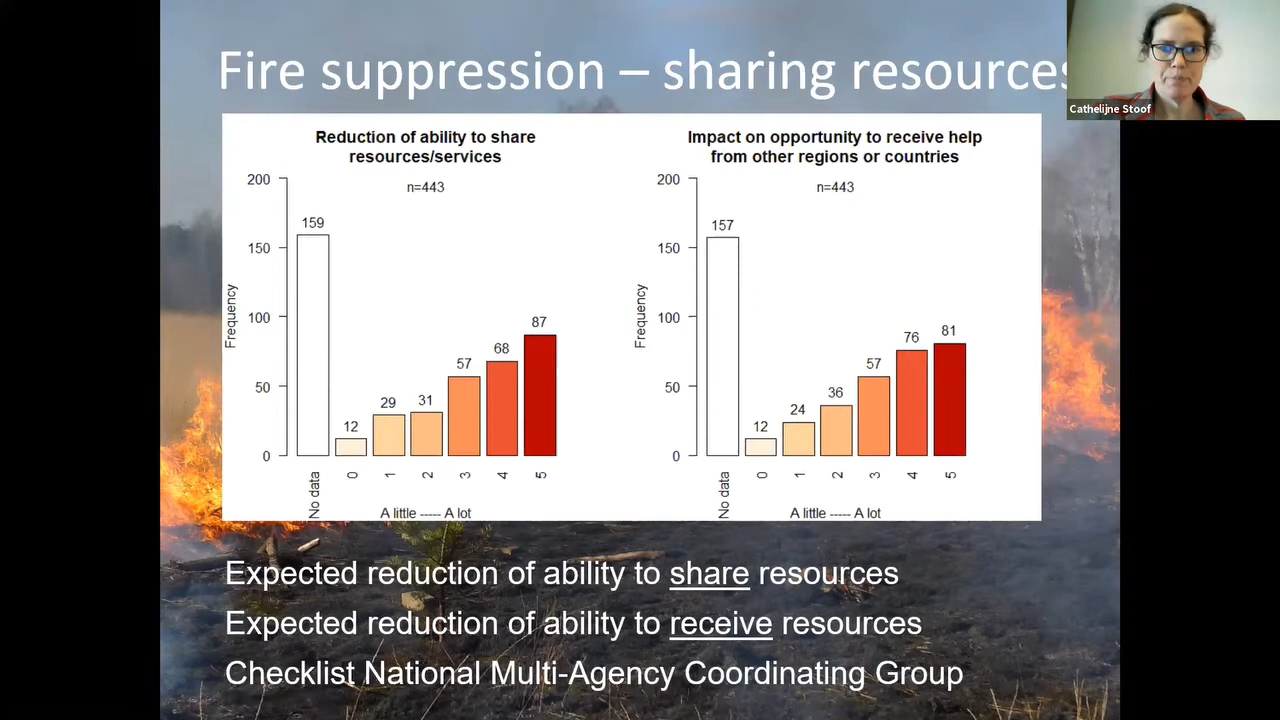 Fire suppression – sharing resources
Cathelijne Stoof
Reduction of ability to share
resources/services
n=443
Frequency
200
150
100
50
0
159
12
29
31
57
68
87
No data
0
1
2
3
4
5
A little ----- A lot
Impact on opportunity to receive help
from other regions or countries
n=443
Frequency
200
150
100
50
0
157
12
24
36
57
76
81
No data
0
1
2
3
4
5
A little ----- A lot
Expected reduction of ability to share resources
Expected reduction of ability to receive resources
Checklist National Multi-Agency Coordinating Group